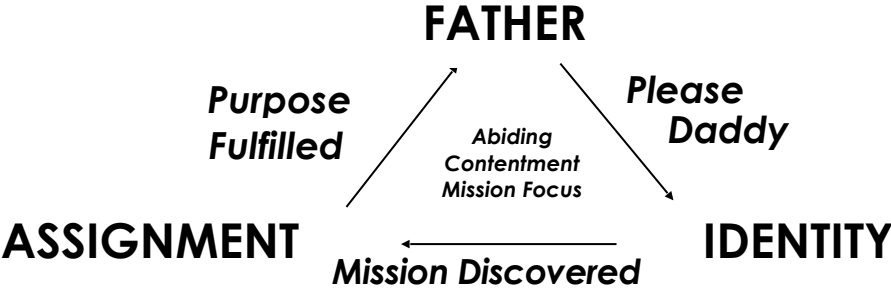 FATHER
Purpose
Fulfilled
Please
Daddy
Abiding
Contentment
Mission Focus
ASSIGNMENT
IDENTITY
Mission Discovered